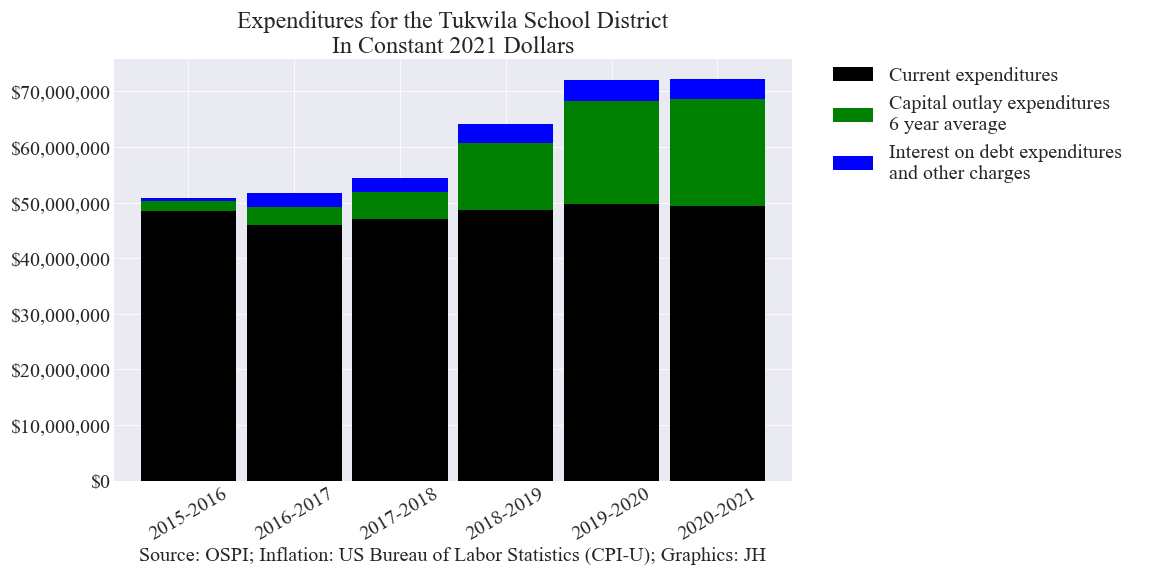 Expenditures for the Tukwila School District
In Constant 2021 Dollars
$70,000,000
$60,000,000
$50,000,000
$40,000,000
$30,000,000
$20,000,000
$10,000,000
$0
2015-2016
2016-2017
2017-2018
2018-2019
2019-2020
2020-2021
Source: OSPI; Inflation: US Bureau of Labor Statistics (CPI-U); Graphics: JH
Current expenditures
Capital outlay expenditures
6 year average
Interest on debt expenditures
and other charges